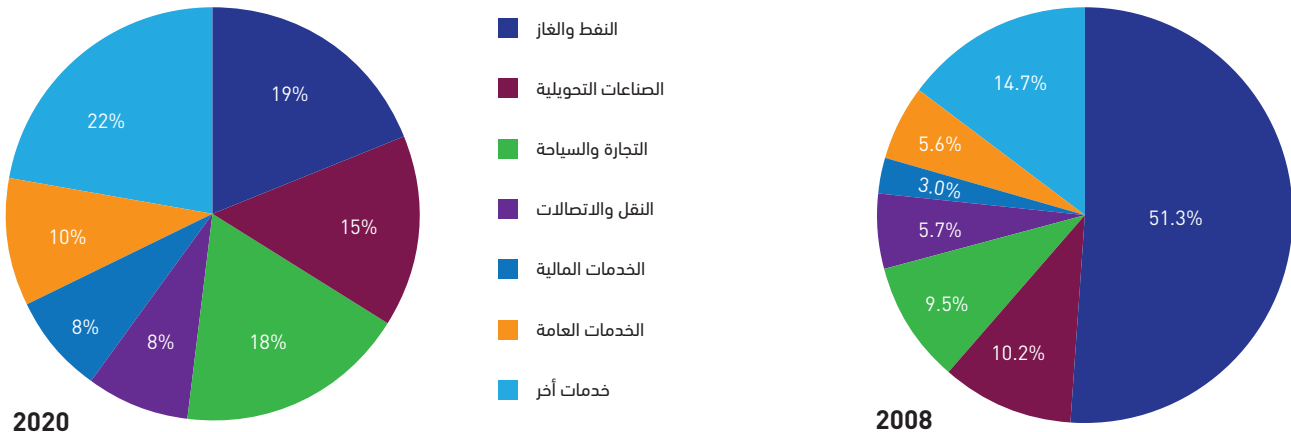 19%
15%
18%
8%
8%
10%
22%
2020
النفط والغاز
الصناعات التحويلية
التجارة والسياحة
النقل والاتصالات
الخدمات المالية
الخدمات العامة
خدمات أخر
51.3%
10.2%
9.5%
5.7%
3.0%
5.6%
14.7%
2008